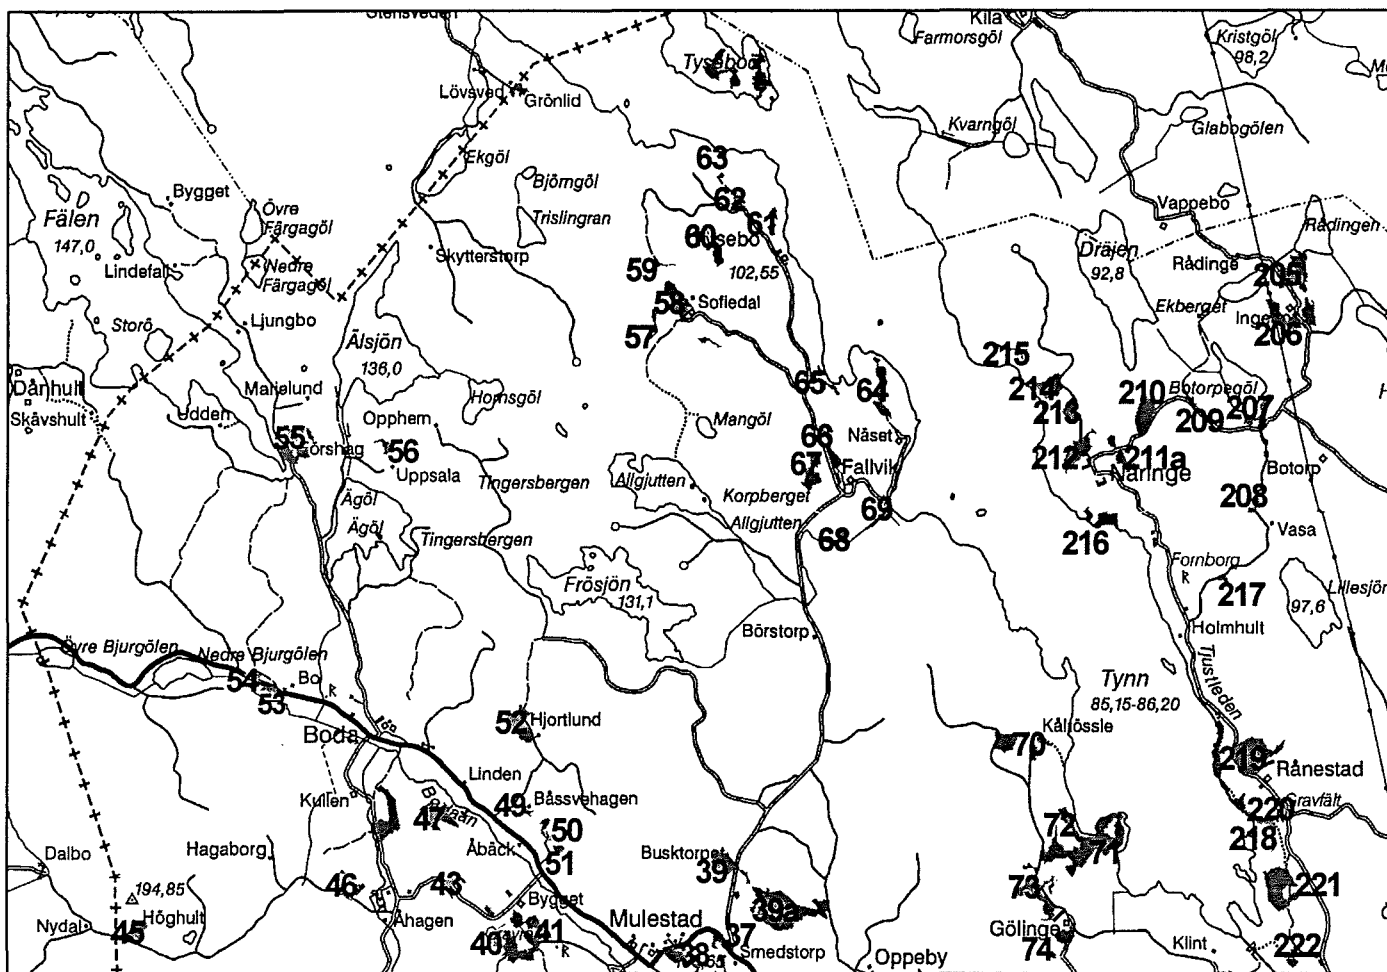 Stensveden
Kila
Farmorsgöl
Kristgöl
98,2
Lövsved
Grönlid
Kvarngöl
Glabogölen
Ekgöl
63
Björngöl
Bygget
62
Trislingran
Vappebo
Övre
Färgagöl
Fälen
147,0
61
60
Rådingen
Dräjen
92,8
Skytterstorp
Lindefall
Nedre
Färgagöl
59
102,55
Rådinge
205
58
Sofiedal
Ekberget
Storö
Ljungbo
57
206
Älsjön
136,0
215
65
64
Dånhult
Marielund
Hornsgöl
214
210
Botorpegöl
Skåvshult
Udden
Opphem
Mangöl
213
209
207
55
56
66
Näset
212
211a
Uppsala
Tingersbergen
Allgjutten
67
Fallvik
Näringe
Botorp
Ägöl
Korpberget
208
Allgjutten
69
Ägöl
Tingersbergen
68
216
Vasa
Fornborg
R
Frösjön
131,1
217
97,6
Lillesjön
Börstorp
Holmhult
Övre Bjurgölen
Nedre Bjurgölen
54
53
Bo
R
Tjustleden
Tynn
85,15-86,20
52
Hjortlund
Boda
70
219
Rånestad
Linden
Kullen
49
Båssvehagen
220
Gravfält
47
50
72
218
Åbäck
71
Dalbo
Hagaborg
51
Busktorpet
39
46
43
73
221
194,85
Bygget
39a
Höghult
Nydal
45
Åhagen
Mulestad
Gölinge
40
41
R
37
74
Klint
222
38
Smedstorp
Oppeby